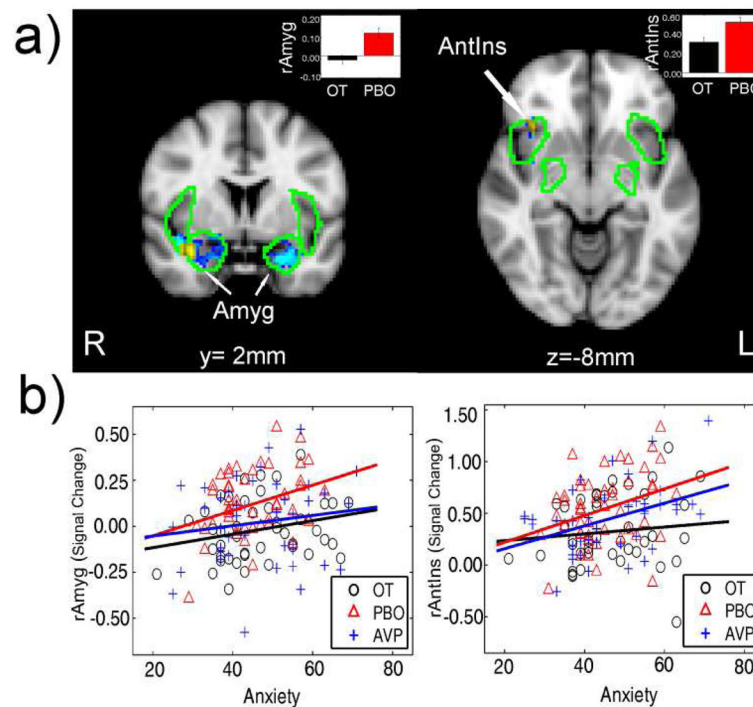 a)
rAmyg
0.20
0.10
0.00
-0.10
OT PBO
Amyg
R
y= 2mm
AntIns
rAntIns
0.60
0.40
0.20
0.00
OT PBO
z=-8mm
L
b)
rAmyg (Signal Change)
0.50
0.25
0.00
-0.25
-0.50
20 40 60 80
Anxiety
OT
PBO
AVP
rAntIns (Signal Change)
1.50
1.00
0.50
0.00
-0.50
20 40 60 80
Anxiety
OT
PBO
AVP